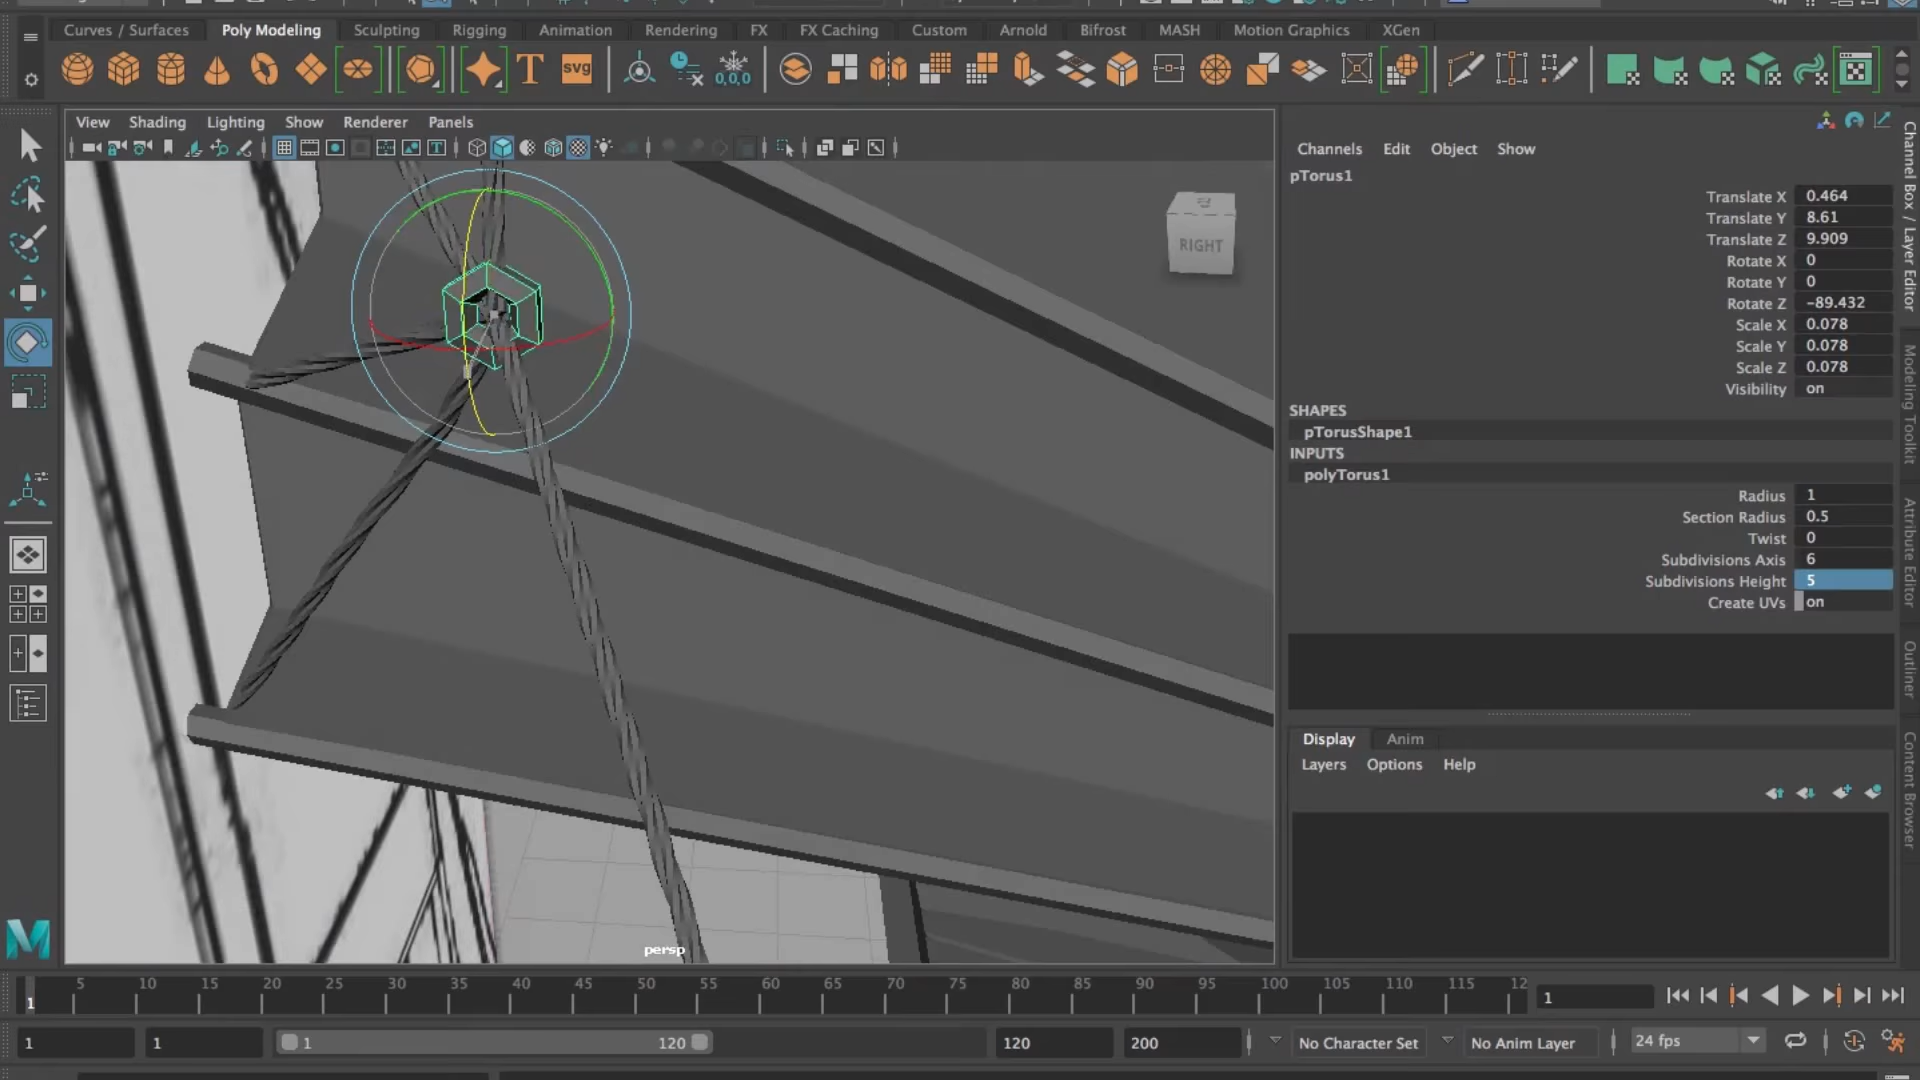 Curves / Surfaces Poly Modeling Sculpting Rigging Animation Rendering FX FX Caching Custom Arnold Bifrost MASH Motion Graphics XGen
T svg 0,0,0
View Shading Lighting Show Renderer Panels
RIGHT
persp
Channels Edit Object Show
pTorus1
Translate X 0.464
Translate Y 8.61
Translate Z 9.909
Rotate X 0
Rotate Y 0
Rotate Z -89.432
Scale X 0.078
Scale Y 0.078
Scale Z 0.078
Visibility on
SHAPES
pTorusShape1
INPUTS
polyTorus1
Radius 1
Section Radius 0.5
Twist 0
Subdivisions Axis 6
Subdivisions Height 5
Create UVs on
Display Anim
Layers Options Help
Channel Box / Layer Editor
Modeling Toolkit
Attribute Editor
Outliner
Content Browser
M
1 5 10 15 20 25 30 35 40 45 50 55 60 65 70 75 80 85 90 95 100 105 110 115 12
1
1 1 1 120 120 200 No Character Set No Anim Layer 24 fps